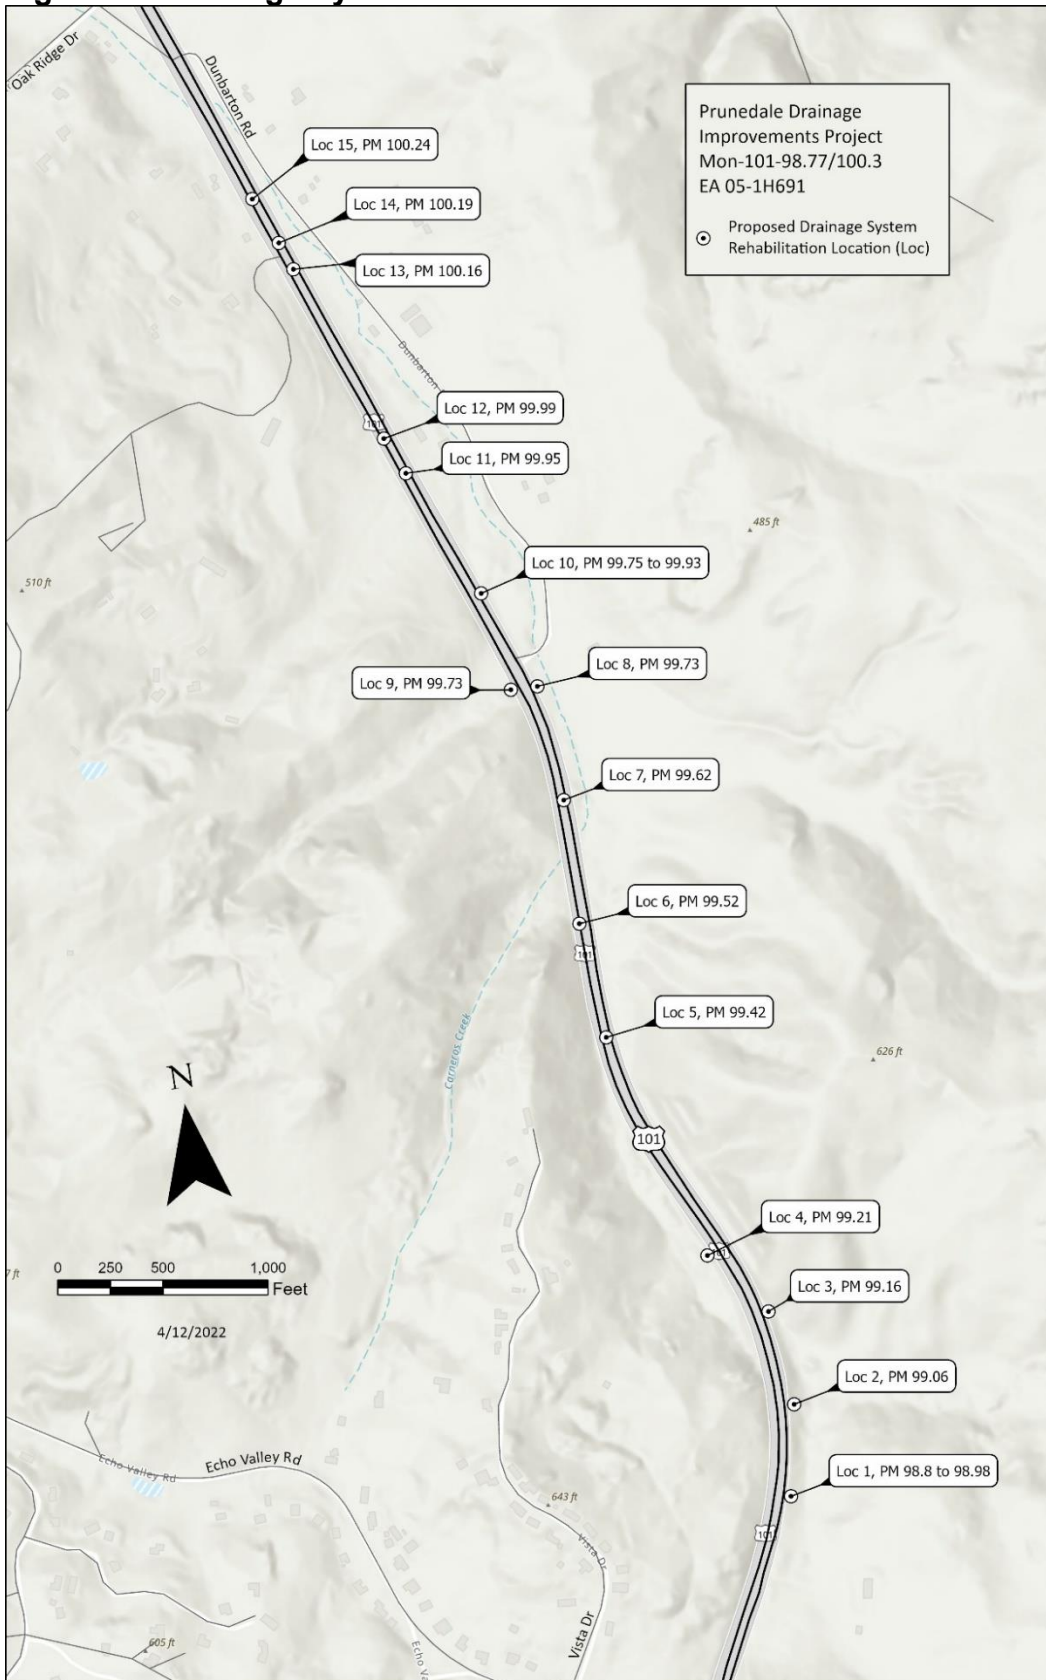 Oak Ridge Dr
Dunbarton Rd
Prunedale Drainage
Improvements Project
Mon-101-98.77/100.3
EA 05-1H691
Proposed Drainage System
Rehabilitation Location (Loc)
Loc 15, PM 100.24
Loc 14, PM 100.19
Loc 13, PM 100.16
Dunbarton
Loc 12, PM 99.99
101
Loc 11, PM 99.95
485 ft
Loc 10, PM 99.75 to 99.93
510 ft
Loc 8, PM 99.73
Loc 9, PM 99.73
Loc 7, PM 99.62
Loc 6, PM 99.52
101
Loc 5, PM 99.42
Carneros Creek
626 ft
N
101
Loc 4, PM 99.21
101
0 250 500 1,000
Feet
7 ft
Loc 3, PM 99.16
4/12/2022
Loc 2, PM 99.06
Echo Valley Rd
Echo Valley Rd
Loc 1, PM 98.8 to 98.98
643 ft
101
Vista Dr
Vista Dr
605 ft
Echo Va